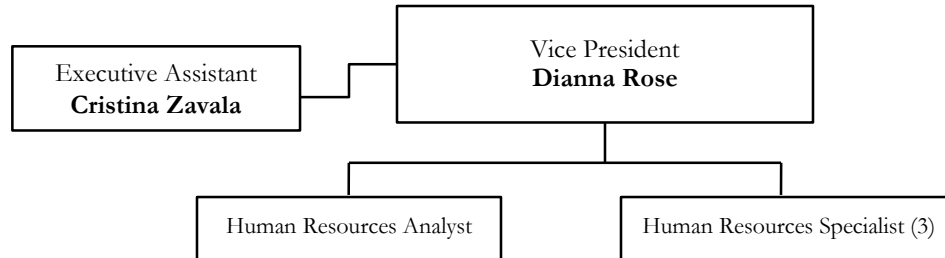 Vice President
Dianna Rose
Executive Assistant
Cristina Zavala
Human Resources Analyst
Human Resources Specialist (3)